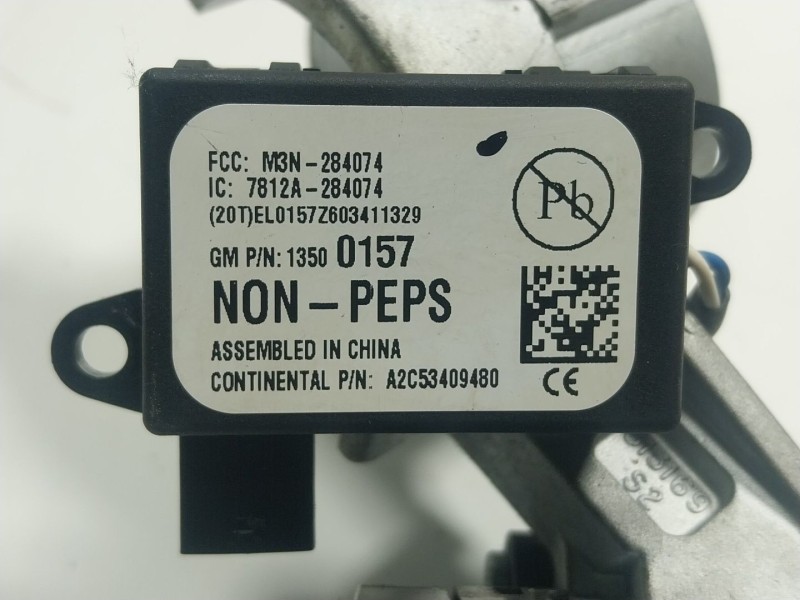 FCC: M3N-284074
IC: 7812A-284074
(20T)EL0157Z603411329
Pb
GM P/N: 1350 0157
NON-PEPS
ASSEMBLED IN CHINA
CONTINENTAL P/N: A2C53409480
CE
S2